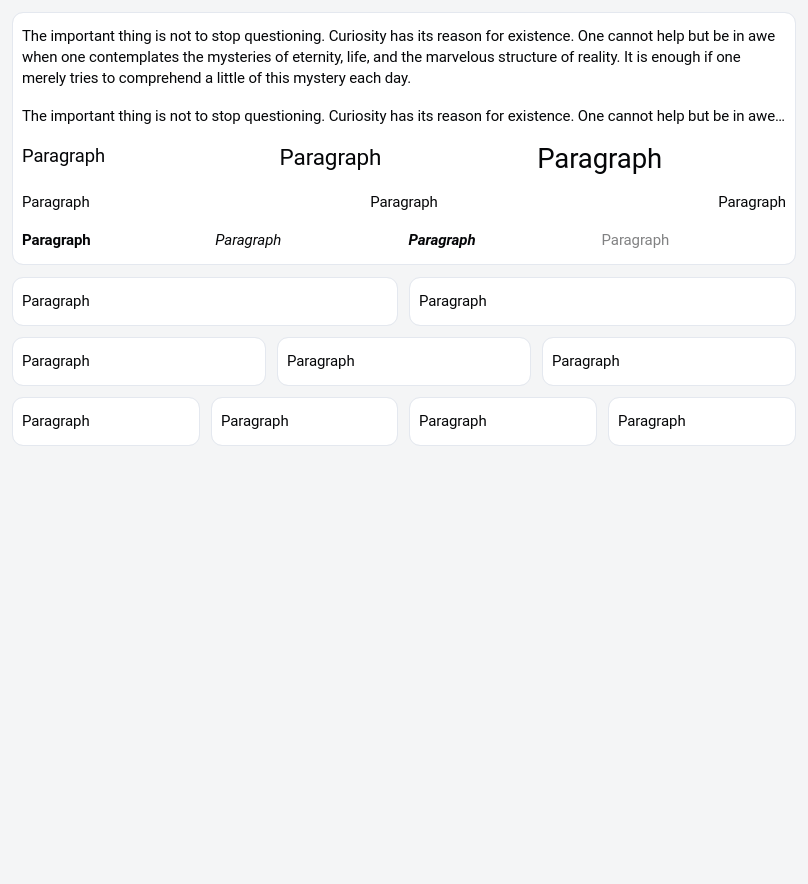 The important thing is not to stop questioning. Curiosity has its reason for existence. One cannot help but be in awe
when one contemplates the mysteries of eternity, life, and the marvelous structure of reality. It is enough if one
merely tries to comprehend a little of this mystery each day.
The important thing is not to stop questioning. Curiosity has its reason for existence. One cannot help but be in awe…
Paragraph Paragraph Paragraph
Paragraph Paragraph Paragraph
Paragraph Paragraph Paragraph Paragraph
Paragraph Paragraph
Paragraph Paragraph Paragraph
Paragraph Paragraph Paragraph Paragraph